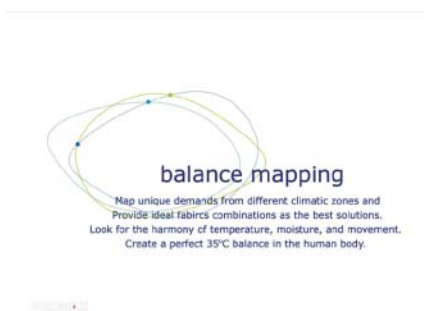 balance mapping
Map unique demands from different climatic zones and
Provide ideal fabircs combinations as the best solutions.
Look for the harmony of temperature, moisture, and movement.
Create a perfect 35°C balance in the human body.